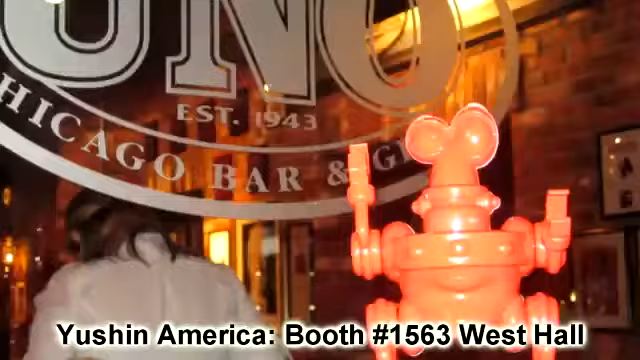 UNO
EST. 1943
CHICAGO BAR & G
Yushin America: Booth #1563 West Hall